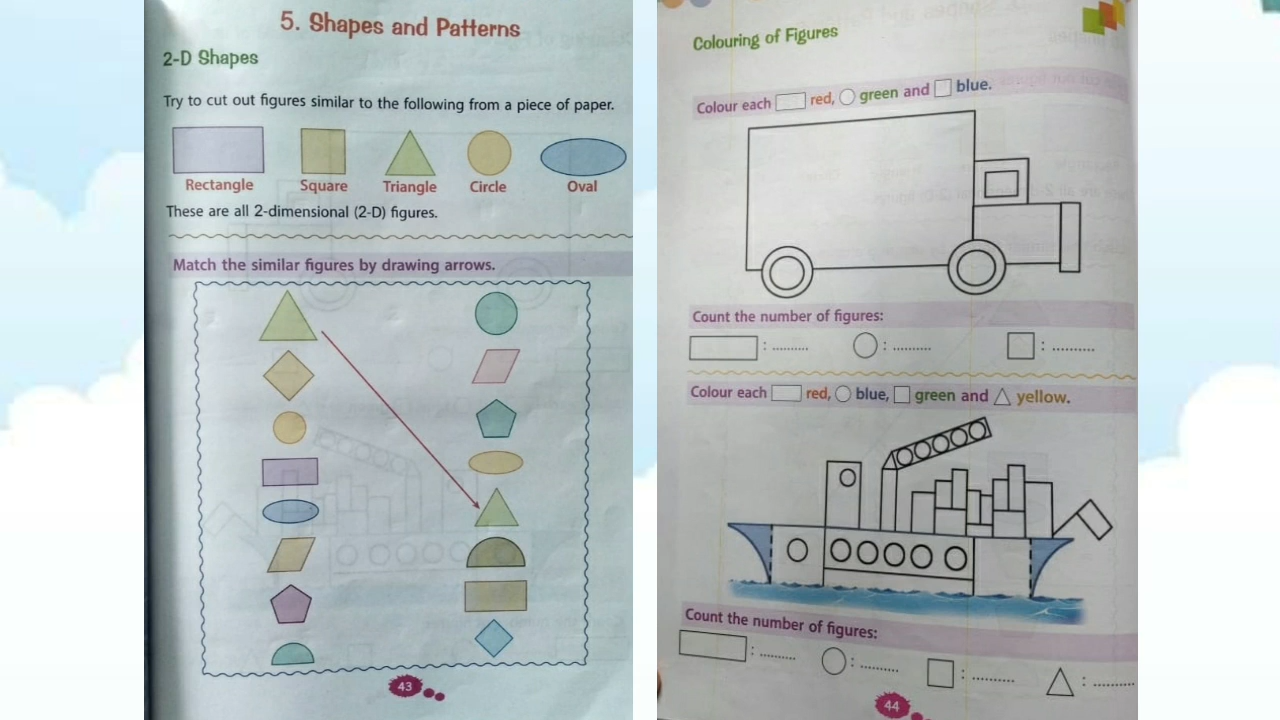 5. Shapes and Patterns
2-D Shapes
Try to cut out figures similar to the following from a piece of paper.
Rectangle Square Triangle Circle Oval
These are all 2-dimensional (2-D) figures.
Match the similar figures by drawing arrows.
43
Colouring of Figures
Colour each red, green and blue.
Count the number of figures:
: .......... : .......... : ..........
Colour each red, blue, green and yellow.
Count the number of figures:
: .......... : .......... : .......... : ..........
44